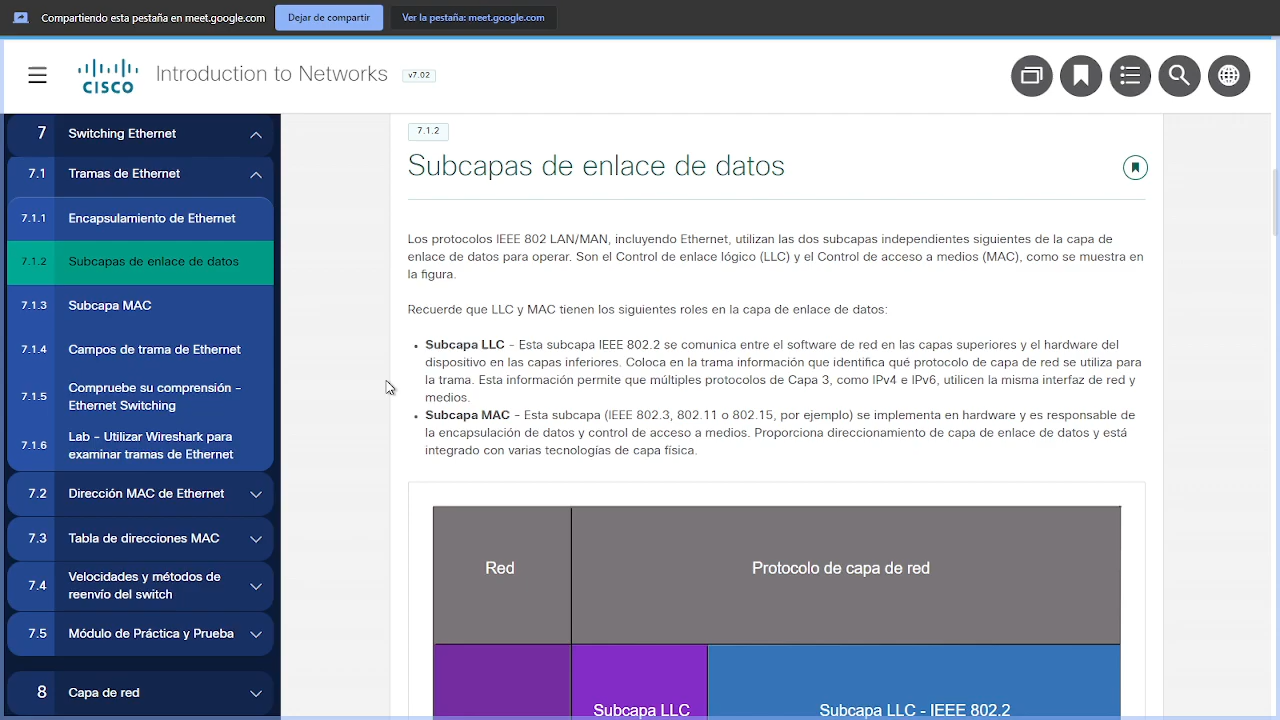 Compartiendo esta pestaña en meet.google.com
Dejar de compartir
Ver la pestaña: meet.google.com
CISCO
Introduction to Networks
v7.02
7 Switching Ethernet
7.1 Tramas de Ethernet
7.1.1 Encapsulamiento de Ethernet
7.1.2 Subcapas de enlace de datos
7.1.3 Subcapa MAC
7.1.4 Campos de trama de Ethernet
7.1.5 Compruebe su comprensión –
Ethernet Switching
7.1.6 Lab – Utilizar Wireshark para
examinar tramas de Ethernet
7.2 Dirección MAC de Ethernet
7.3 Tabla de direcciones MAC
7.4 Velocidades y métodos de
reenvío del switch
7.5 Módulo de Práctica y Prueba
8 Capa de red
7.1.2
Subcapas de enlace de datos
Los protocolos IEEE 802 LAN/MAN, incluyendo Ethernet, utilizan las dos subcapas independientes siguientes de la capa de
enlace de datos para operar. Son el Control de enlace lógico (LLC) y el Control de acceso a medios (MAC), como se muestra en
la figura.
Recuerde que LLC y MAC tienen los siguientes roles en la capa de enlace de datos:
• Subcapa LLC - Esta subcapa IEEE 802.2 se comunica entre el software de red en las capas superiores y el hardware del
dispositivo en las capas inferiores. Coloca en la trama información que identifica qué protocolo de capa de red se utiliza para
la trama. Esta información permite que múltiples protocolos de Capa 3, como IPv4 e IPv6, utilicen la misma interfaz de red y
medios.
• Subcapa MAC - Esta subcapa (IEEE 802.3, 802.11 o 802.15, por ejemplo) se implementa en hardware y es responsable de
la encapsulación de datos y control de acceso a medios. Proporciona direccionamiento de capa de enlace de datos y está
integrado con varias tecnologías de capa física.
Red
Protocolo de capa de red
Subcapa LLC
Subcapa LLC - IEEE 802.2